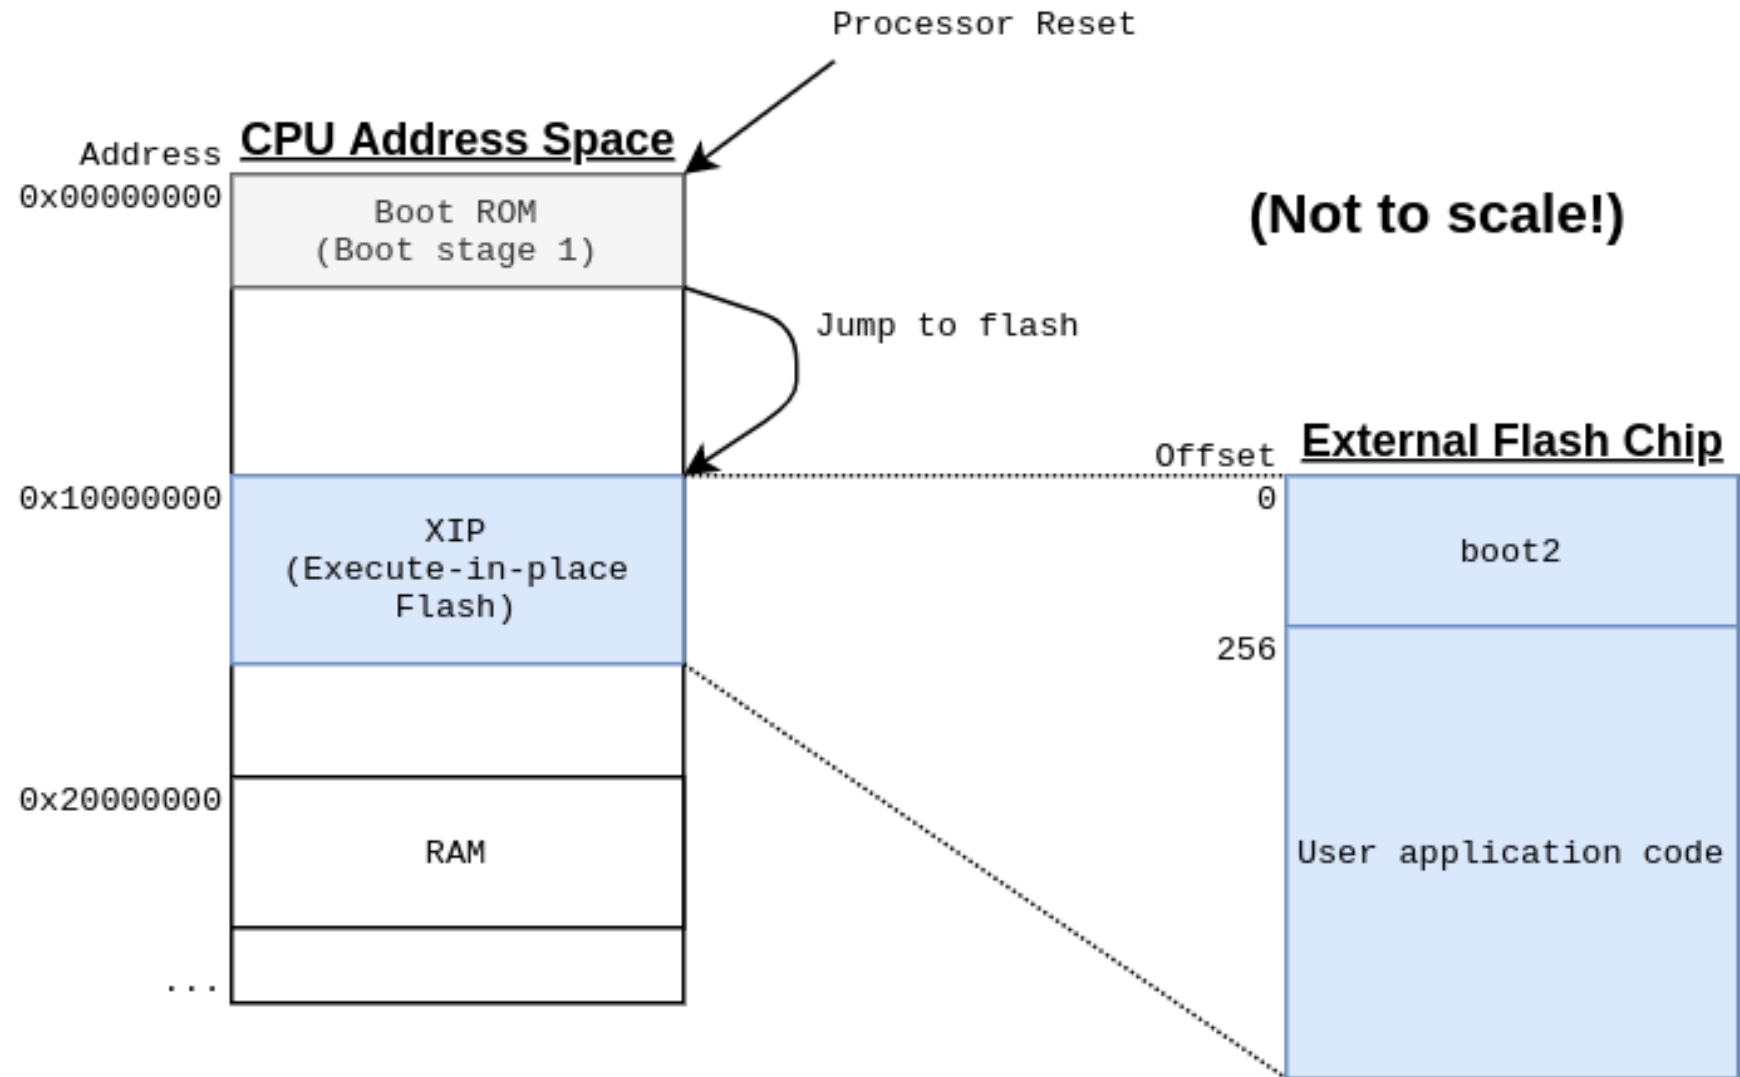 Processor Reset
CPU Address Space
Address
0x00000000
Boot ROM
(Boot stage 1)
(Not to scale!)
Jump to flash
External Flash Chip
Offset
0x10000000
0
XIP
(Execute-in-place
Flash)
boot2
256
0x20000000
RAM
User application code
...